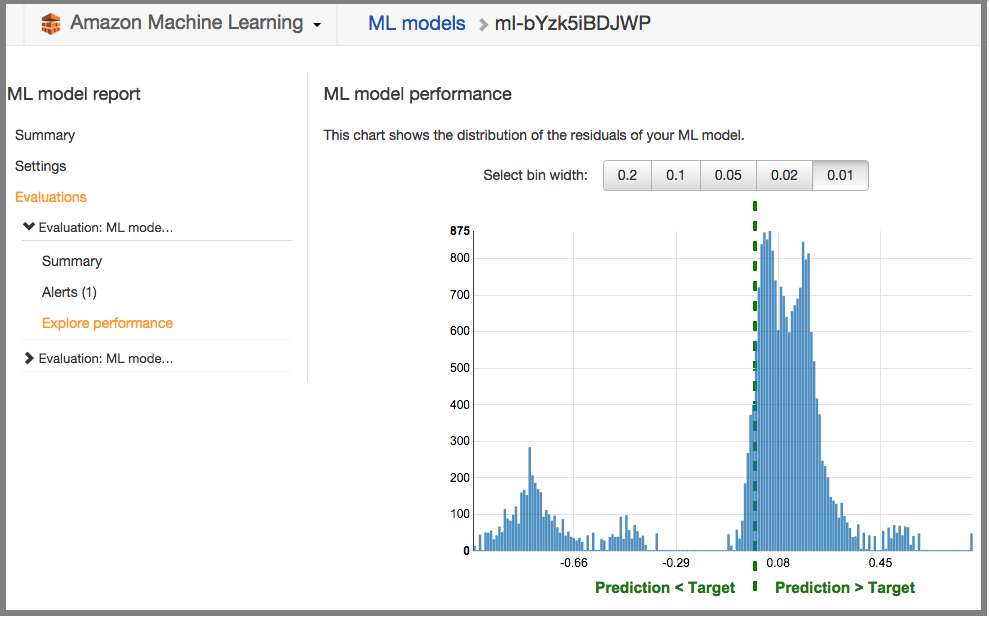 Amazon Machine Learning
ML models > ml-bYzk5iBDJWP
ML model report
Summary
Settings
Evaluations
Evaluation: ML mode...
Summary
Alerts (1)
Explore performance
Evaluation: ML mode...
ML model performance
This chart shows the distribution of the residuals of your ML model.
Select bin width: 0.2 0.1 0.05 0.02 0.01
875
800
700
600
500
400
300
200
100
0
-0.66 -0.29 0.08 0.45
Prediction < Target Prediction > Target